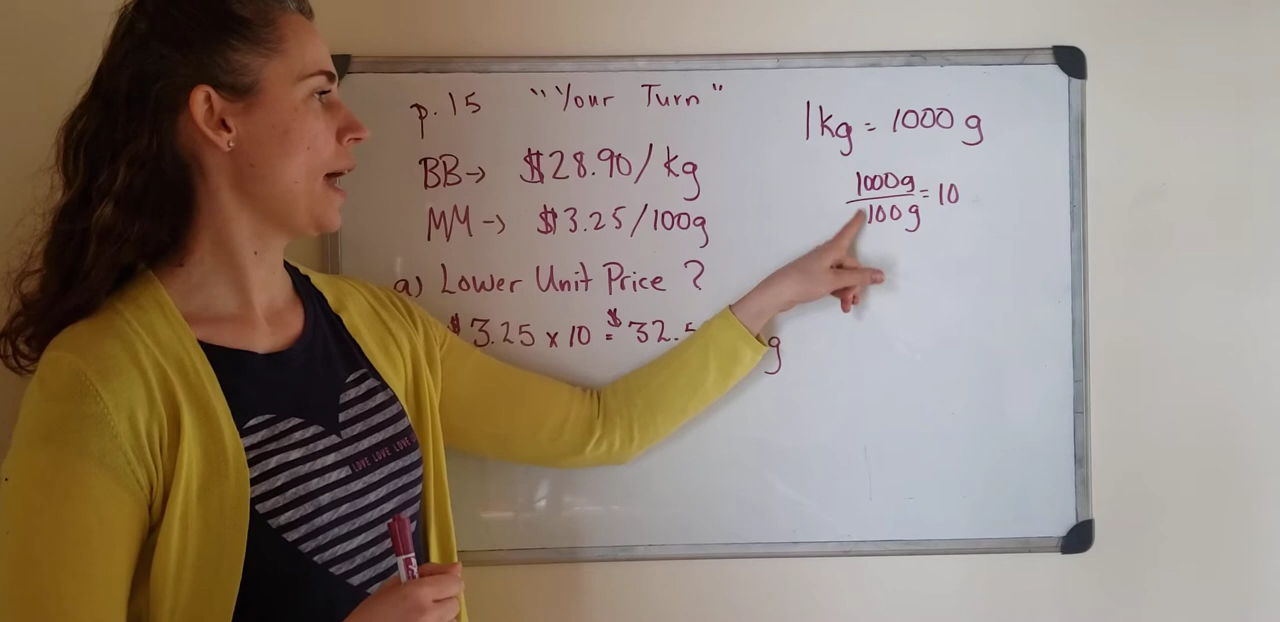 p.15 "Your Turn"
BB→ $28.90/kg
MM→ $3.25/100g
a) Lower Unit Price?
$3.25 x 10 = $32.5 g
1kg = 1000 g
1000g
100g
= 10
LOVE LOVE LOVE